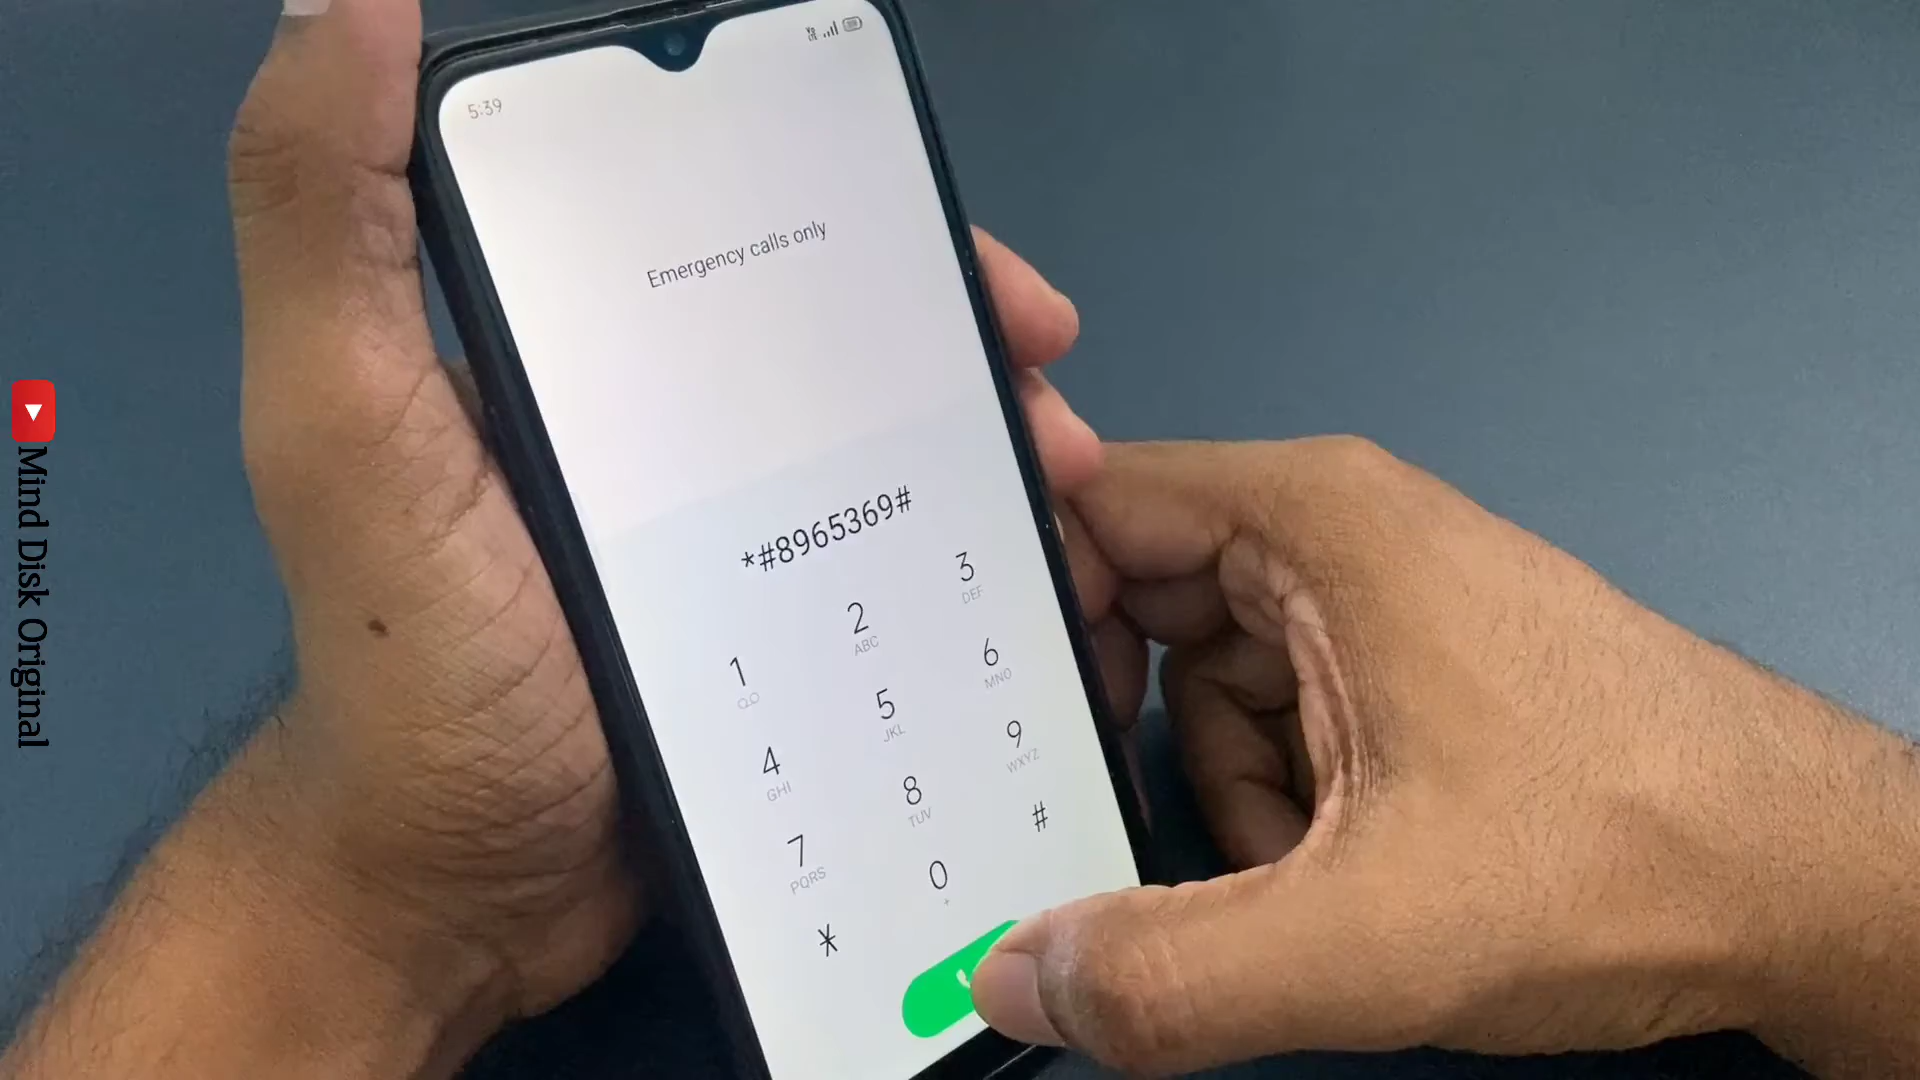 5:39
Emergency calls only
*#8965369#
1
2
ABC
3
DEF
4
GHI
5
JKL
6
MNO
7
PQRS
8
TUV
9
WXYZ
*
0
+
#
Mind Disk Original